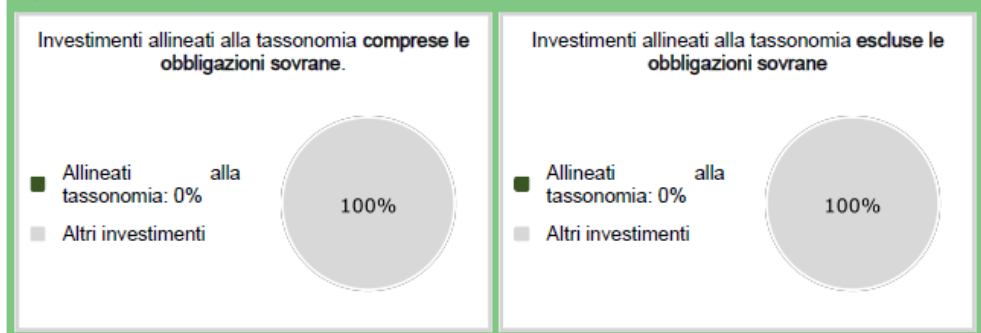 Investimenti allineati alla tassonomia comprese le
obbligazioni sovrane.
Allineati alla
tassonomia: 0%
Altri investimenti
100%
Investimenti allineati alla tassonomia escluse le
obbligazioni sovrane
Allineati alla
tassonomia: 0%
Altri investimenti
100%